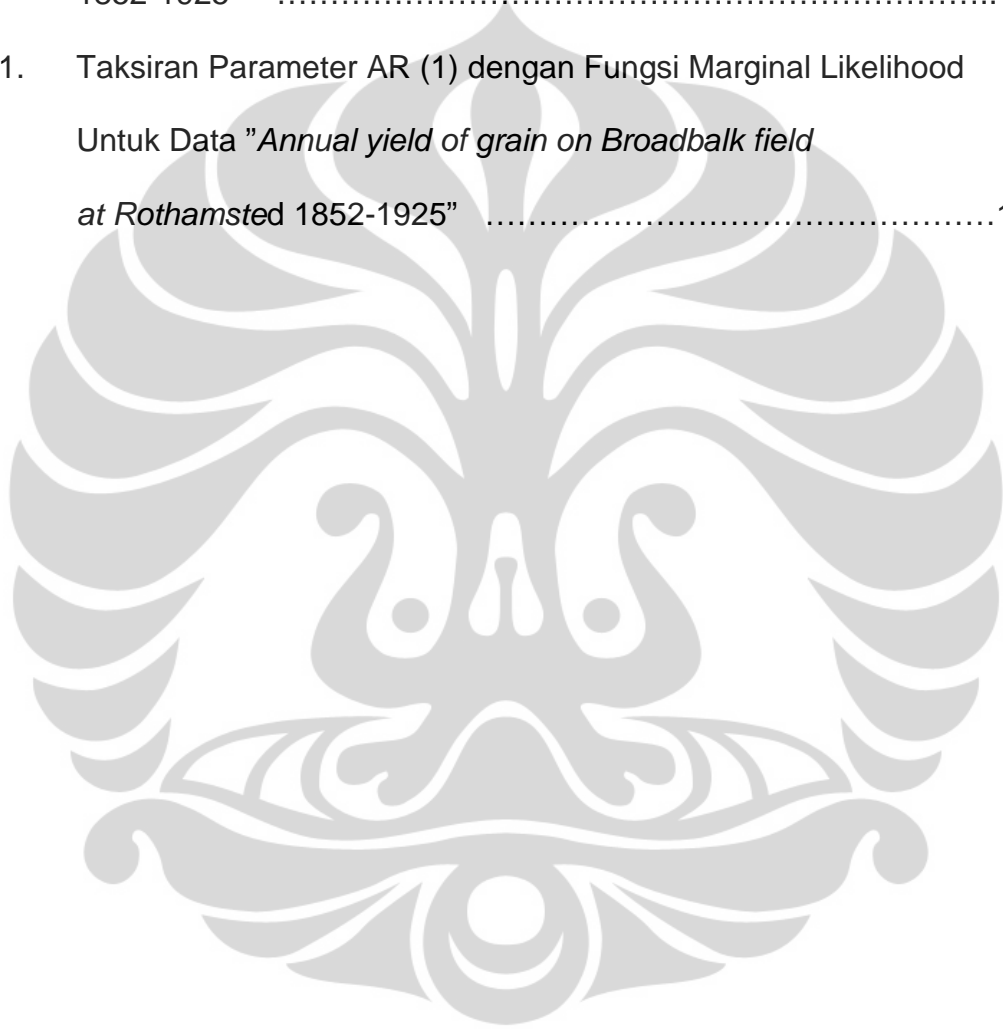 1.	Taksiran Parameter AR (1) dengan Fungsi Marginal Likelihood
Untuk Data ”Annual yield of grain on Broadbalk field
at Rothamsted 1852-1925” ……………………………………………